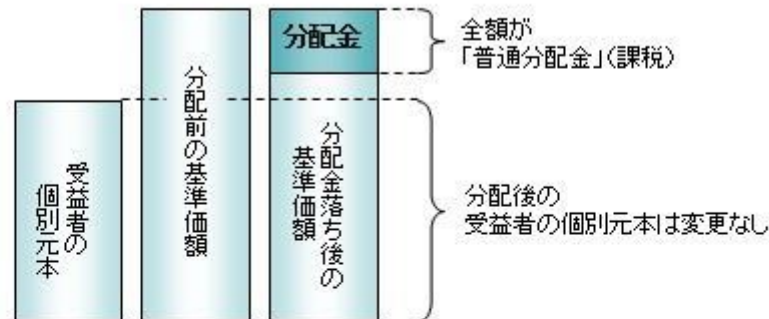 受益者の
個別元本
分配前の基準価額
分配金
分配金落ち後の
基準価額
全額が
「普通分配金」(課税)
分配後の
受益者の個別元本は変更なし